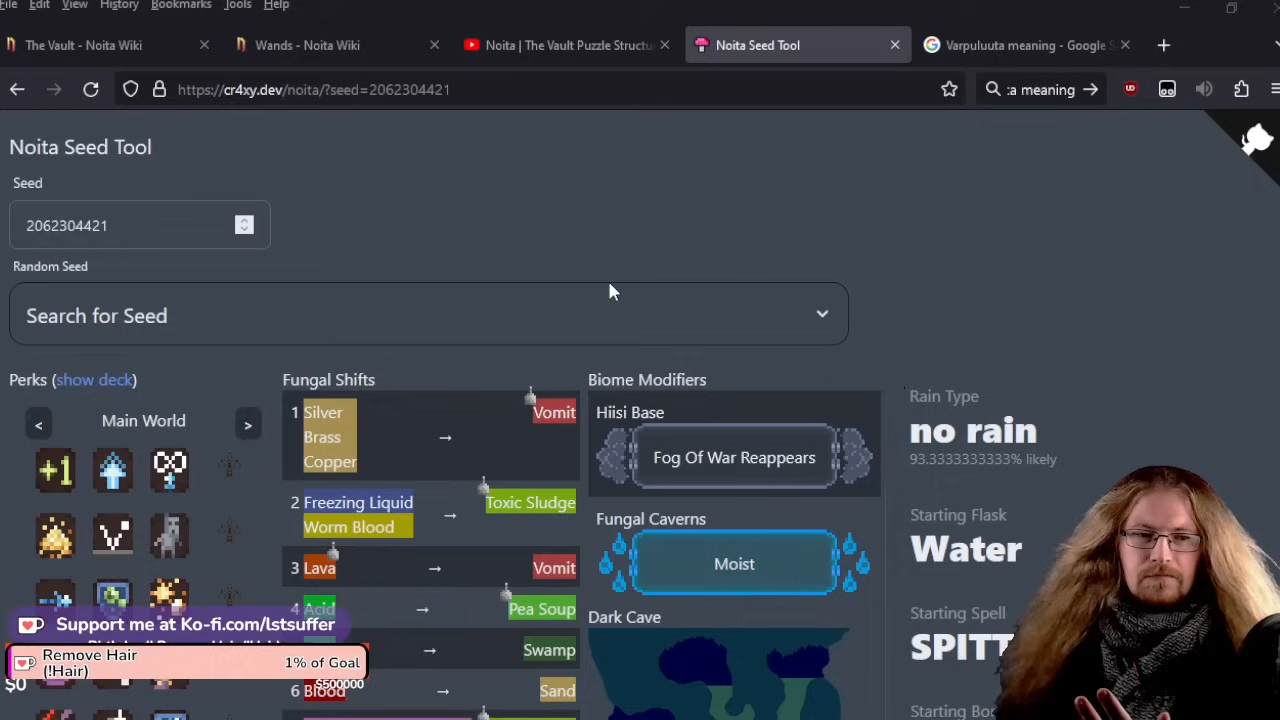 File Edit View History Bookmarks Tools Help
The Vault - Noita Wiki
Wands - Noita Wiki
Noita | The Vault Puzzle Structu
Noita Seed Tool
Varpuluuta meaning - Google S
https://cr4xy.dev/noita/?seed=2062304421
:a meaning
Noita Seed Tool
Seed
2062304421
Random Seed
Search for Seed
Perks (show deck)
< Main World >
+1
Fungal Shifts
1 Silver → Vomit
Brass
Copper
2 Freezing Liquid → Toxic Sludge
Worm Blood
3 Lava → Vomit
4 Acid → Pea Soup
→ Swamp
6 Blood → Sand
Biome Modifiers
Hiisi Base
Fog Of War Reappears
Fungal Caverns
Moist
Dark Cave
Rain Type
no rain
93.3333333333% likely
Starting Flask
Water
Starting Spell
SPITT
Starting Bo
Support me at Ko-fi.com/lstsuffer
Remove Hair
(!Hair)
1% of Goal
$0
$500000